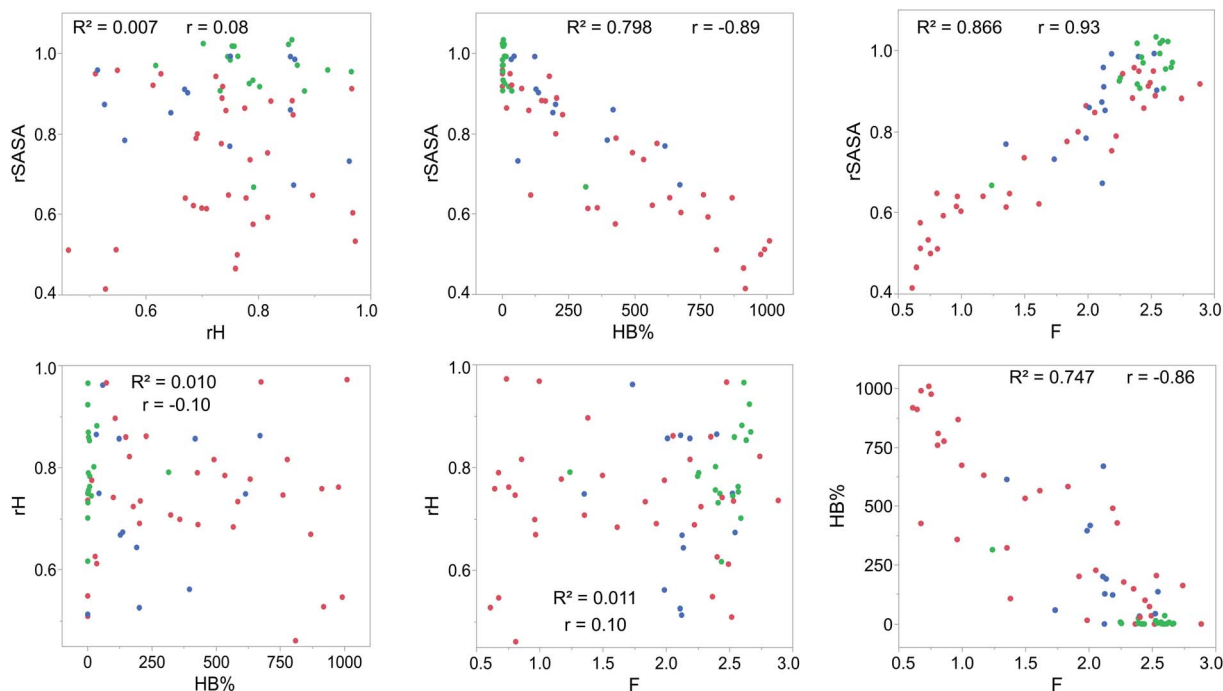 R² = 0.007 r = 0.08
1.0
0.8
0.6
0.4
rSASA
0.6 0.8 1.0
rH
R² = 0.798 r = -0.89
1.0
0.8
0.6
0.4
rSASA
0 250 500 750 1000
HB%
R² = 0.866 r = 0.93
1.0
0.8
0.6
0.4
rSASA
0.5 1.0 1.5 2.0 2.5 3.0
F
R² = 0.010
r = -0.10
1.0
0.8
0.6
rH
0 250 500 750 1000
HB%
R² = 0.011
r = 0.10
1.0
0.8
0.6
rH
0.5 1.0 1.5 2.0 2.5 3.0
F
R² = 0.747 r = -0.86
1000
750
500
250
0
HB%
0.5 1.0 1.5 2.0 2.5 3.0
F